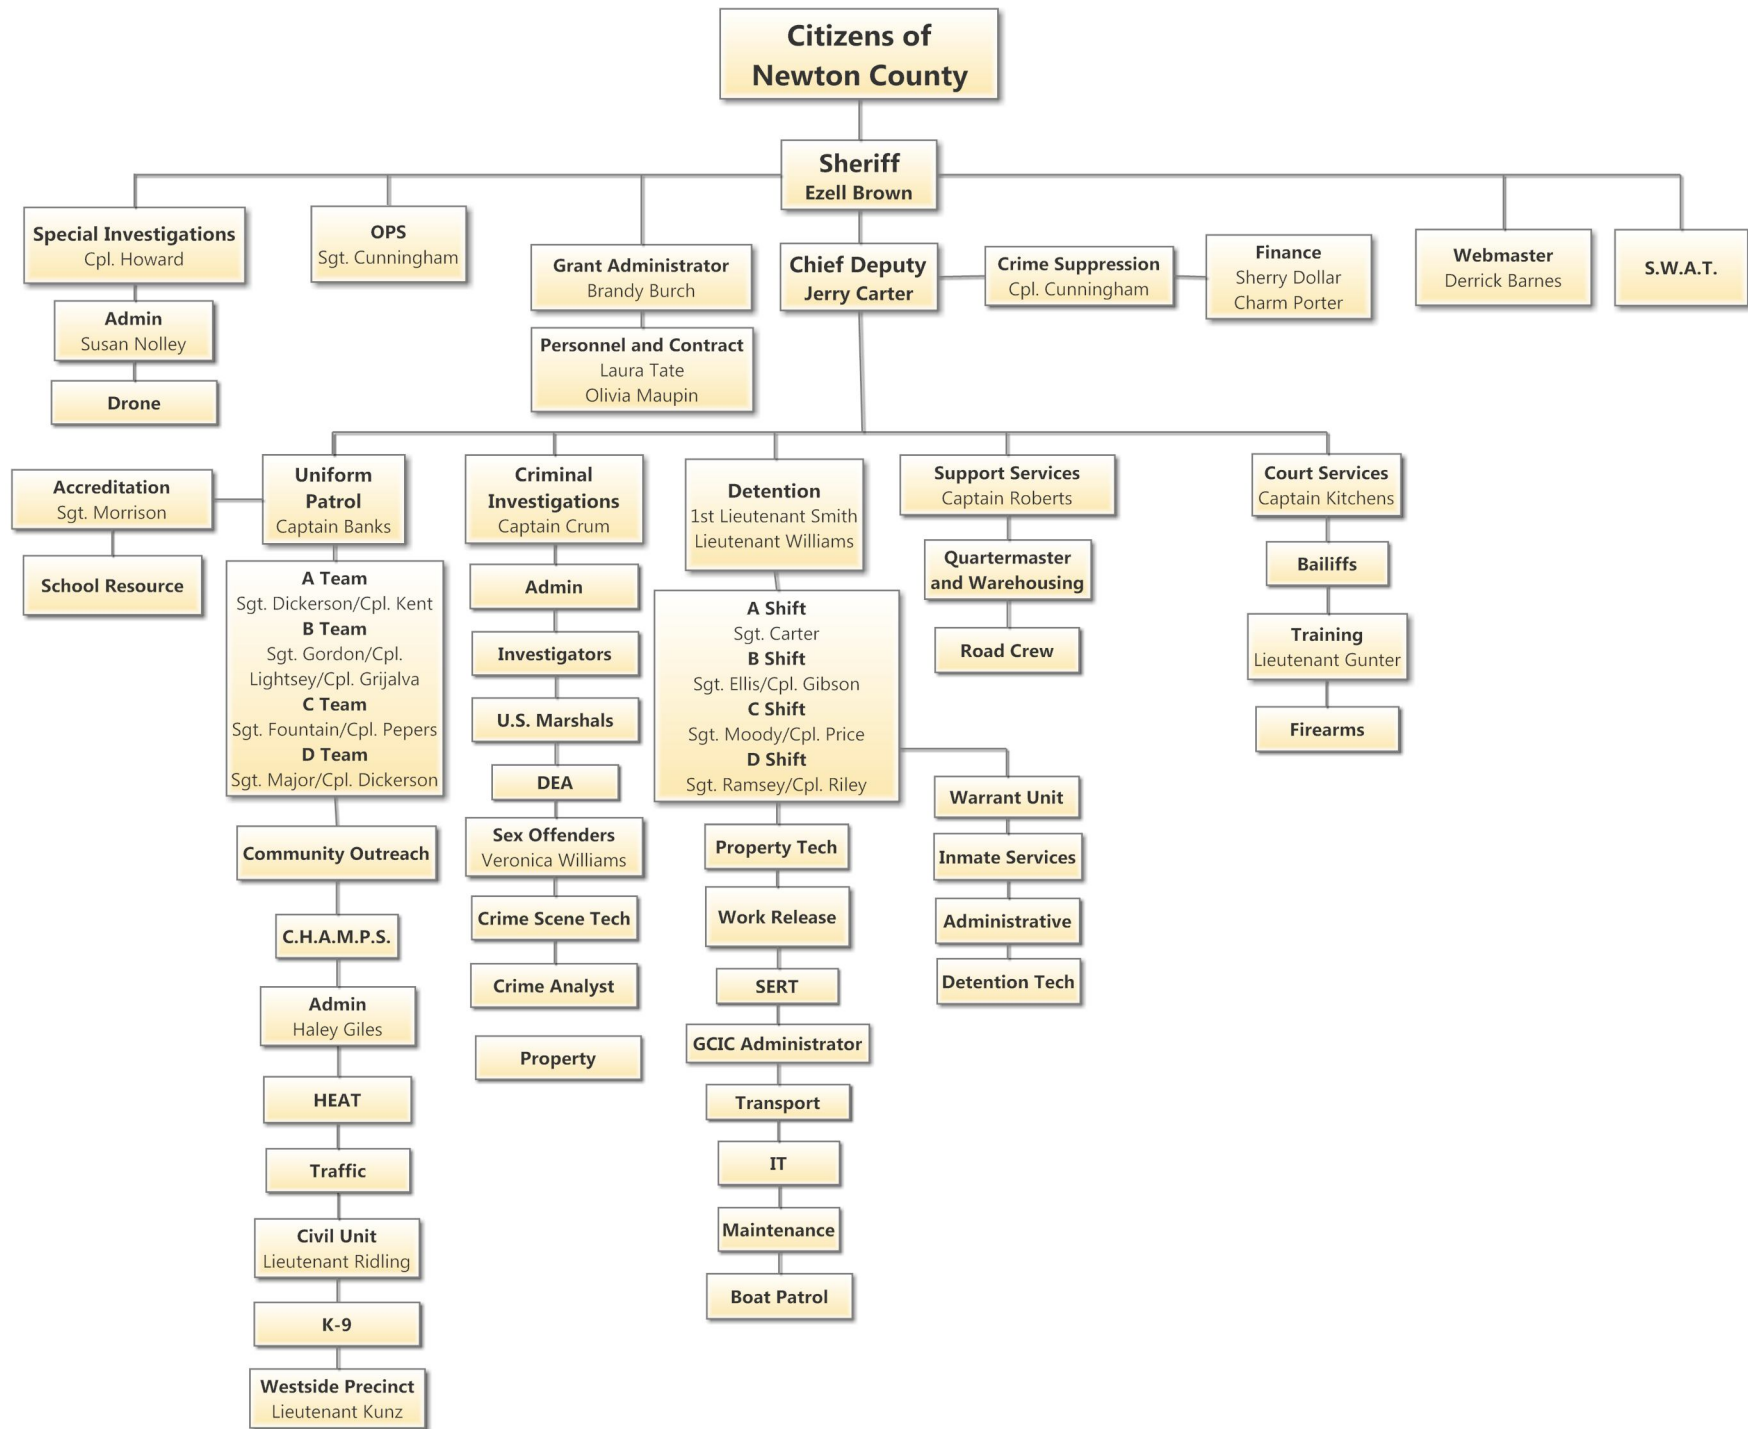 Citizens of
Newton County
Sheriff
Ezell Brown
Special Investigations
Cpl. Howard
Admin
Susan Nolley
Drone
OPS
Sgt. Cunningham
Grant Administrator
Brandy Burch
Personnel and Contract
Laura Tate
Olivia Maupin
Chief Deputy
Jerry Carter
Crime Suppression
Cpl. Cunningham
Finance
Sherry Dollar
Charm Porter
Webmaster
Derrick Barnes
S.W.A.T.
Accreditation
Sgt. Morrison
School Resource
Uniform
Patrol
Captain Banks
A Team
Sgt. Dickerson/Cpl. Kent
B Team
Sgt. Gordon/Cpl.
Lightsey/Cpl. Grijalva
C Team
Sgt. Fountain/Cpl. Pepers
D Team
Sgt. Major/Cpl. Dickerson
Community Outreach
C.H.A.M.P.S.
Admin
Haley Giles
HEAT
Traffic
Civil Unit
Lieutenant Ridling
K-9
Westside Precinct
Lieutenant Kunz
Criminal
Investigations
Captain Crum
Admin
Investigators
U.S. Marshals
DEA
Sex Offenders
Veronica Williams
Crime Scene Tech
Crime Analyst
Property
Detention
1st Lieutenant Smith
Lieutenant Williams
A Shift
Sgt. Carter
B Shift
Sgt. Ellis/Cpl. Gibson
C Shift
Sgt. Moody/Cpl. Price
D Shift
Sgt. Ramsey/Cpl. Riley
Property Tech
Work Release
SERT
GCIC Administrator
Transport
IT
Maintenance
Boat Patrol
Warrant Unit
Inmate Services
Administrative
Detention Tech
Support Services
Captain Roberts
Quartermaster
and Warehousing
Road Crew
Court Services
Captain Kitchens
Bailiffs
Training
Lieutenant Gunter
Firearms